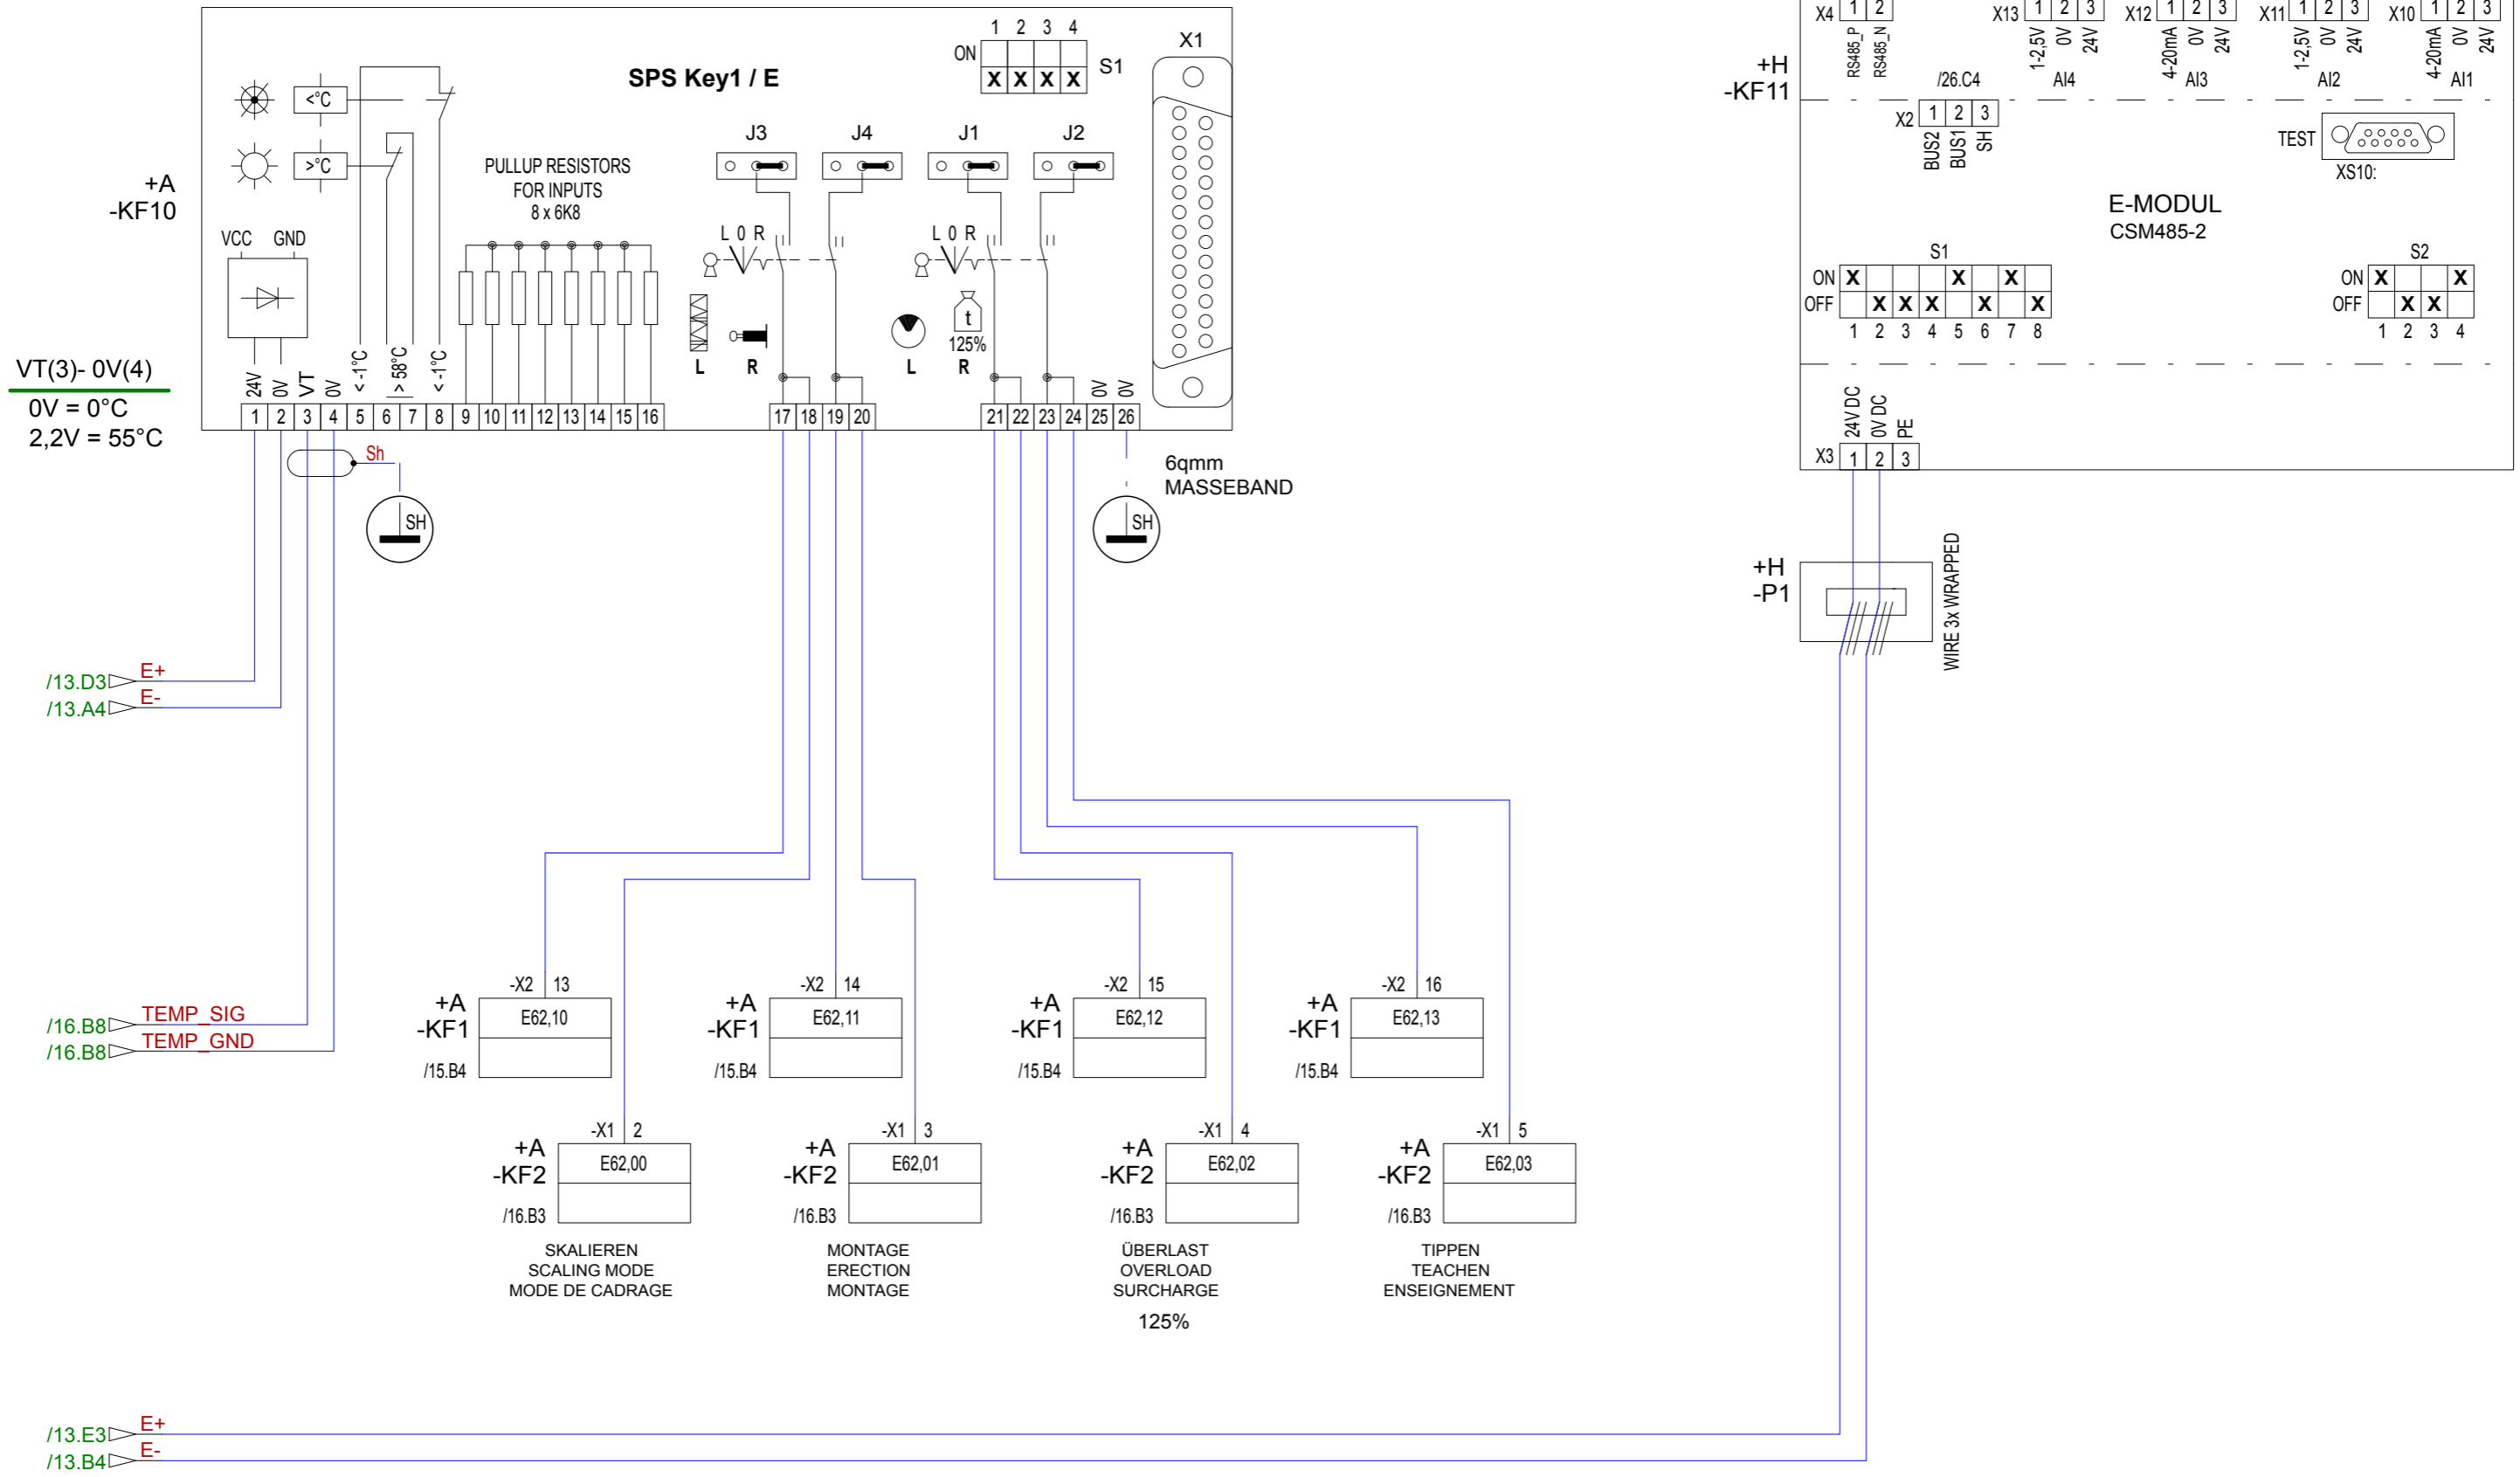 SPS Key1 / E
+A
-KF10
<°C
>°C
VCC GND
PULLUP RESISTORS
FOR INPUTS
8 x 6K8
1 2 3 4
ON
X X X X
S1
X1
J3
J4
J1
J2
L 0 R
L 0 R
L
R
L
t
125%
R
24V
0V
VT
0V
< -1°C
> 58°C
< -1°C
0V
0V
1 2 3 4 5 6 7 8 9 10 11 12 13 14 15 16
17 18 19 20
21 22 23 24 25 26
VT(3)- 0V(4)
0V = 0°C
2,2V = 55°C
Sh
SH
6qmm
MASSEBAND
SH
/13.D3 E+
/13.A4 E-
/16.B8 TEMP_SIG
/16.B8 TEMP_GND
/13.E3 E+
/13.B4 E-
-X2 13
+A
-KF1
E62,10
/15.B4
-X2 14
+A
-KF1
E62,11
/15.B4
-X2 15
+A
-KF1
E62,12
/15.B4
-X2 16
+A
-KF1
E62,13
/15.B4
-X1 2
+A
-KF2
E62,00
/16.B3
SKALIEREN
SCALING MODE
MODE DE CADRAGE
-X1 3
+A
-KF2
E62,01
/16.B3
MONTAGE
ERECTION
MONTAGE
-X1 4
+A
-KF2
E62,02
/16.B3
ÜBERLAST
OVERLOAD
SURCHARGE
125%
-X1 5
+A
-KF2
E62,03
/16.B3
TIPPEN
TEACHEN
ENSEIGNEMENT
+H
-KF11
X4 1 2
RS485_P
RS485_N
X13 1 2 3
1-2,5V
0V
24V
AI4
X12 1 2 3
4-20mA
0V
24V
AI3
X11 1 2 3
1-2,5V
0V
24V
AI2
X10 1 2 3
4-20mA
0V
24V
AI1
/26.C4
X2 1 2 3
BUS2
BUS1
SH
TEST
XS10:
E-MODUL
CSM485-2
S1
ON X X X
OFF X X X X X
1 2 3 4 5 6 7 8
S2
ON X X
OFF X X
1 2 3 4
24V DC
0V DC
PE
X3 1 2 3
+H
-P1
WIRE 3x WRAPPED